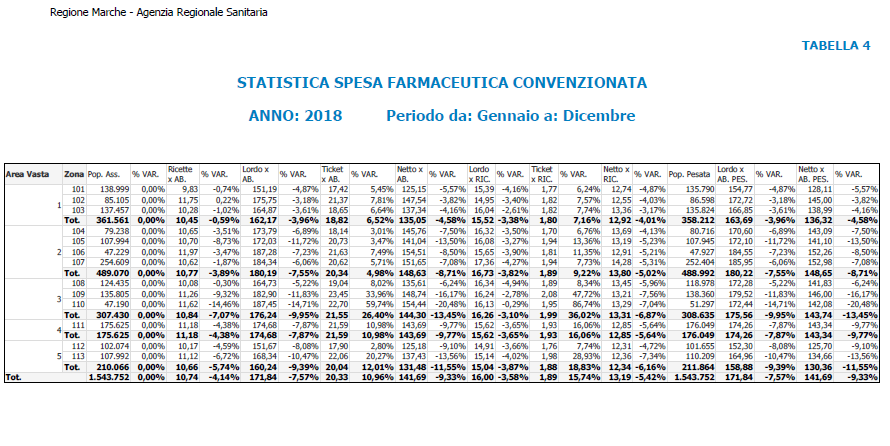 Regione Marche - Agenzia Regionale Sanitaria
TABELLA 4
STATISTICA SPESA FARMACEUTICA CONVENZIONATA
ANNO: 2018 Periodo da: Gennaio a: Dicembre
Area Vasta Zona Pop. Ass. % VAR. Ricette x AB. % VAR. Lordo x AB. % VAR. Ticket x AB. % VAR. Netto x AB. % VAR. Lordo x RIC. % VAR. Ticket x RIC. % VAR. Netto x RIC. % VAR. Pop. Pesata Lordo x AB. PES. % VAR. Netto x AB. PES. % VAR.
1 101 138.999 0,00% 9,83 -0,74% 151,19 -4,87% 17,42 5,45% 125,15 -5,57% 15,39 -4,16% 1,77 6,24% 12,74 -4,87% 135.790 154,77 -4,87% 128,11 -5,57%
102 85.105 0,00% 11,75 0,22% 175,75 -3,18% 21,37 7,81% 147,54 -3,82% 14,95 -3,40% 1,82 7,57% 12,55 -4,03% 86.598 172,72 -3,18% 145,00 -3,82%
103 137.457 0,00% 10,28 -1,02% 164,87 -3,61% 18,65 6,64% 137,34 -4,16% 16,04 -2,61% 1,82 7,74% 13,36 -3,17% 135.824 166,85 -3,61% 138,99 -4,16%
Tot. 361.561 0,00% 10,45 -0,59% 162,17 -3,96% 18,82 6,52% 135,05 -4,58% 15,52 -3,38% 1,80 7,16% 12,92 -4,01% 358.212 163,69 -3,96% 136,32 -4,58%
2 104 79.238 0,00% 10,65 -3,51% 173,79 -6,89% 18,14 3,01% 145,76 -7,50% 16,32 -3,50% 1,70 6,76% 13,69 -4,13% 80.716 170,60 -6,89% 143,09 -7,50%
105 107.994 0,00% 10,70 -8,73% 172,03 -11,72% 20,73 3,47% 141,04 -13,50% 16,08 -3,27% 1,94 13,36% 13,19 -5,23% 107.945 172,10 -11,72% 141,10 -13,50%
106 47.229 0,00% 11,97 -3,47% 187,28 -7,23% 21,63 7,49% 154,51 -8,50% 15,65 -3,90% 1,81 11,35% 12,91 -5,21% 47.927 184,55 -7,23% 152,26 -8,50%
107 254.609 0,00% 10,62 -1,87% 184,34 -6,06% 20,62 5,71% 151,65 -7,08% 17,36 -4,27% 1,94 7,73% 14,28 -5,31% 252.404 185,95 -6,06% 152,98 -7,08%
Tot. 489.070 0,00% 10,77 -3,89% 180,19 -7,55% 20,34 4,98% 148,63 -8,71% 16,73 -3,82% 1,89 9,22% 13,80 -5,02% 488.992 180,22 -7,55% 148,65 -8,71%
3 108 124.435 0,00% 10,08 -0,30% 164,73 -5,22% 19,04 8,02% 135,61 -6,24% 16,34 -4,94% 1,89 8,34% 13,45 -5,96% 118.978 172,28 -5,22% 141,83 -6,24%
109 135.805 0,00% 11,26 -9,32% 182,90 -11,83% 23,45 33,96% 148,74 -16,17% 16,24 -2,78% 2,08 47,72% 13,21 -7,56% 138.360 179,52 -11,83% 146,00 -16,17%
110 47.190 0,00% 11,62 -14,46% 187,45 -14,71% 22,70 59,74% 154,44 -20,48% 16,13 -0,29% 1,95 86,74% 13,29 -7,04% 51.297 172,44 -14,71% 142,08 -20,48%
Tot. 307.430 0,00% 10,84 -7,07% 176,24 -9,95% 21,55 26,40% 144,30 -13,45% 16,26 -3,10% 1,99 36,02% 13,31 -6,87% 308.635 175,56 -9,95% 143,74 -13,45%
4 111 175.625 0,00% 11,18 -4,38% 174,68 -7,87% 21,59 10,98% 143,69 -9,77% 15,62 -3,65% 1,93 16,06% 12,85 -5,64% 176.049 174,26 -7,87% 143,34 -9,77%
Tot. 175.625 0,00% 11,18 -4,38% 174,68 -7,87% 21,59 10,98% 143,69 -9,77% 15,62 -3,65% 1,93 16,06% 12,85 -5,64% 176.049 174,26 -7,87% 143,34 -9,77%
5 112 102.074 0,00% 10,17 -4,59% 151,67 -8,08% 17,90 2,80% 125,18 -9,10% 14,91 -3,66% 1,76 7,74% 12,31 -4,72% 101.655 152,30 -8,08% 125,70 -9,10%
113 107.992 0,00% 11,12 -6,72% 168,34 -10,47% 22,06 20,27% 137,43 -13,56% 15,14 -4,02% 1,98 28,93% 12,36 -7,34% 110.209 164,96 -10,47% 134,66 -13,56%
Tot. 210.066 0,00% 10,66 -5,74% 160,24 -9,39% 20,04 12,01% 131,48 -11,55% 15,04 -3,87% 1,88 18,83% 12,34 -6,16% 211.864 158,88 -9,39% 130,36 -11,55%
Tot. 1.543.752 0,00% 10,74 -4,14% 171,84 -7,57% 20,33 10,96% 141,69 -9,33% 16,00 -3,58% 1,89 15,74% 13,19 -5,42% 1.543.752 171,84 -7,57% 141,69 -9,33%